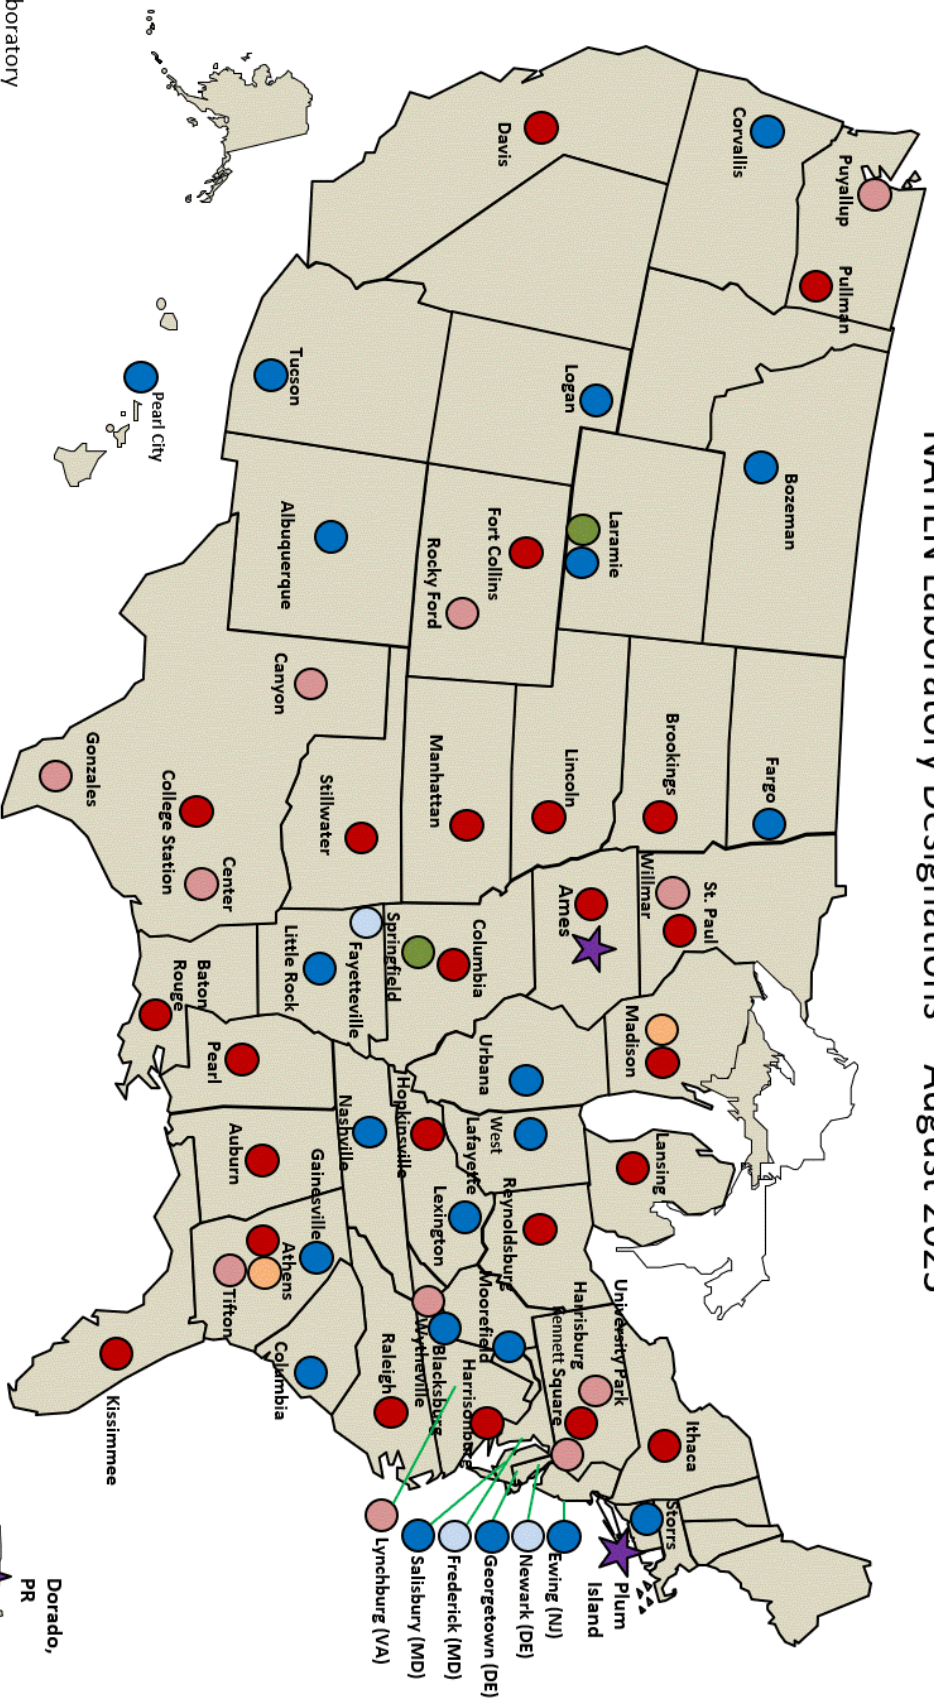 NAHLN Laboratory Designations August 2023
Corvallis
Puyallup
Pullman
Davis
Bozeman
Logan
Laramie
Tucson
Pearl City
Albuquerque
Fort Collins
Rocky Ford
Fargo
Brookings
Lincoln
Manhattan
Canyon
Stillwater
Gonzales
College Station
Center
St. Paul
Willmar
Ames
Columbia
Springfield
Fayetteville
Little Rock
Baton
Rouge
Madison
Urbana
Pearl
Lansing
West
Lafayette
Hopkinsville
Nashville
Auburn
Reynoldsburg
Lexington
Gainesville
Athens
Tifton
University Park
Harrisburg
Kennett Square
Moorefield
Harrisonburg
Blacksburg
Wytheville
Raleigh
Columbia
Kissimmee
Ithaca
Storrs
Plum
Island
Ewing (NJ)
Newark (DE)
Georgetown (DE)
Frederick (MD)
Salisbury (MD)
Lynchburg (VA)
Dorado,
PR